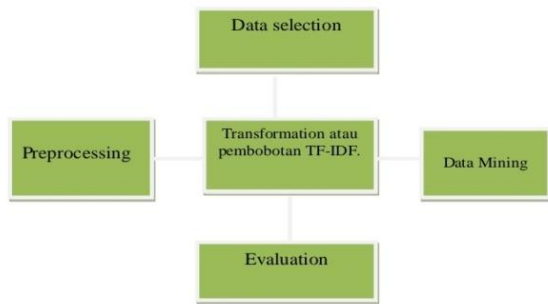 Data selection
Preprocessing
Transformation atau
pembobotan TF-IDF.
Data Mining
Evaluation